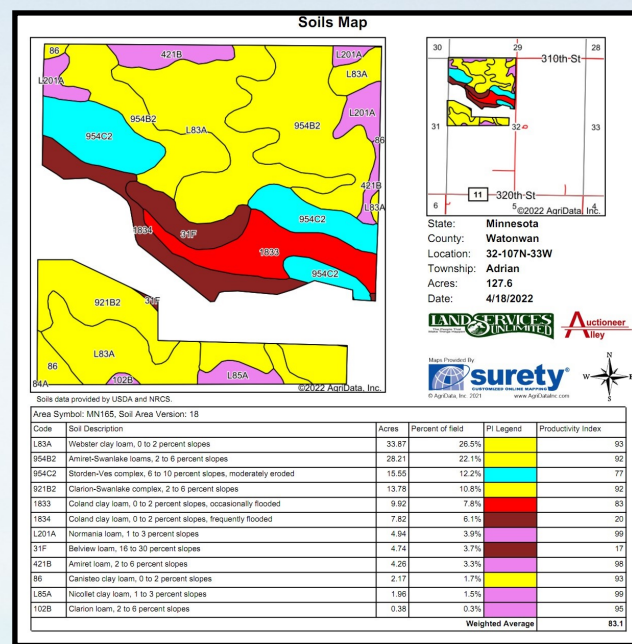 Soils Map
86
421B
L201A
L83A
L201A
954B2
L83A
954B2
L201A
954C2
86
421B
L83A
954C2
1834
31F
1833
954C2
921B2
31F
L83A
86
L85A
84A
102B
©2022 AgriData, Inc.
Soils data provided by USDA and NRCS.
30
29
28
310th St
31
32
33
11
320th St
6
5
4
©2022 AgriData, Inc.
State: Minnesota
County: Watonwan
Location: 32-107N-33W
Township: Adrian
Acres: 127.6
Date: 4/18/2022
LAND SERVICES
UNLIMITED
Auctioneer
Alley
Maps Provided By
surety®
CUSTOMIZED ONLINE MAPPING
© AgriData, Inc. 2021 www.AgriDataInc.com
N
W E
S
Area Symbol: MN165, Soil Area Version: 18
Code Soil Description Acres Percent of field PI Legend Productivity Index
L83A Webster clay loam, 0 to 2 percent slopes 33.87 26.5% 93
954B2 Amiret-Swanlake loams, 2 to 6 percent slopes 28.21 22.1% 92
954C2 Storden-Ves complex, 6 to 10 percent slopes, moderately eroded 15.55 12.2% 77
921B2 Clarion-Swanlake complex, 2 to 6 percent slopes 13.78 10.8% 92
1833 Coland clay loam, 0 to 2 percent slopes, occasionally flooded 9.92 7.8% 83
1834 Coland clay loam, 0 to 2 percent slopes, frequently flooded 7.82 6.1% 20
L201A Normania loam, 1 to 3 percent slopes 4.94 3.9% 99
31F Belview loam, 16 to 30 percent slopes 4.74 3.7% 17
421B Amiret loam, 2 to 6 percent slopes 4.26 3.3% 98
86 Canisteo clay loam, 0 to 2 percent slopes 2.17 1.7% 93
L85A Nicollet clay loam, 1 to 3 percent slopes 1.96 1.5% 99
102B Clarion loam, 2 to 6 percent slopes 0.38 0.3% 95
Weighted Average 83.1